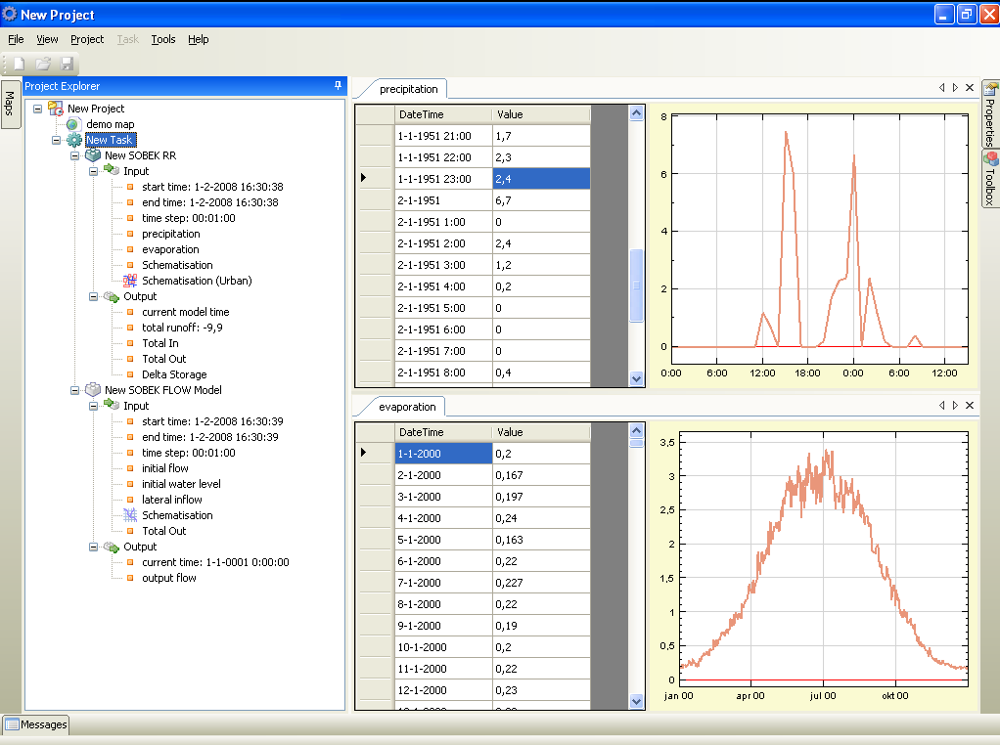 New Project
File View Project Task Tools Help
Maps
Project Explorer
New Project
demo map
New Task
New SOBEK RR
Input
start time: 1-2-2008 16:30:38
end time: 1-2-2008 16:30:38
time step: 00:01:00
precipitation
evaporation
Schematisation
Schematisation (Urban)
Output
current model time
total runoff: -9,9
Total In
Total Out
Delta Storage
New SOBEK FLOW Model
Input
start time: 1-2-2008 16:30:39
end time: 1-2-2008 16:30:39
time step: 00:01:00
initial flow
initial water level
lateral inflow
Schematisation
Total Out
Output
current time: 1-1-0001 0:00:00
output flow
precipitation
DateTime Value
1-1-1951 21:00 1,7
1-1-1951 22:00 2,3
1-1-1951 23:00 2,4
2-1-1951 6,7
2-1-1951 1:00 0
2-1-1951 2:00 2,4
2-1-1951 3:00 1,2
2-1-1951 4:00 0,2
2-1-1951 5:00 0
2-1-1951 6:00 0
2-1-1951 7:00 0
2-1-1951 8:00 0,4
8
6
4
2
0
0:00 6:00 12:00 18:00 0:00 6:00 12:00
evaporation
DateTime Value
1-1-2000 0,2
2-1-2000 0,167
3-1-2000 0,197
4-1-2000 0,24
5-1-2000 0,163
6-1-2000 0,22
7-1-2000 0,227
8-1-2000 0,22
9-1-2000 0,19
10-1-2000 0,2
11-1-2000 0,22
12-1-2000 0,23
3,5
3
2,5
2
1,5
1
0,5
0
jan 00 apr 00 jul 00 okt 00
Properties
Toolbox
Messages